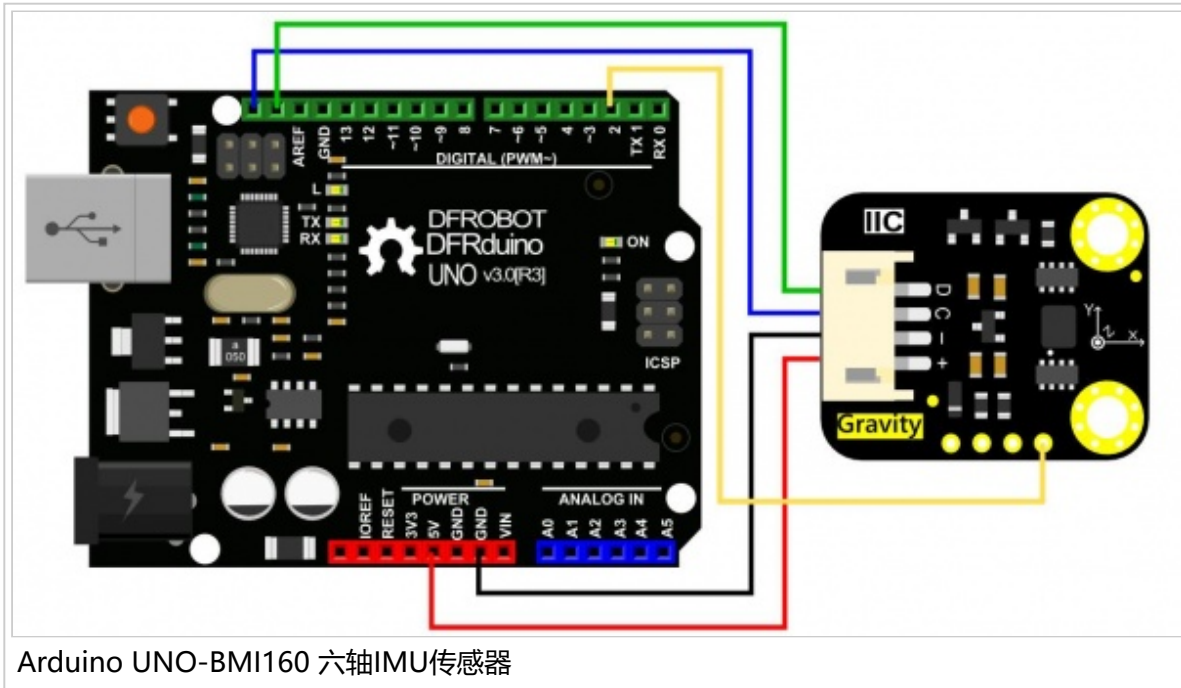 AREF
GND
13
12
~11
~10
~9
8
7
~6
~5
4
~3
2
TX 1
RX 0
DIGITAL (PWM~)
L
TX
RX
DFROBOT
DFRduino
UNO v3.0[R3]
ON
ICSP
a
050
IOREF
RESET
3V3
5V
GND
GND
VIN
POWER
ANALOG IN
A0
A1
A2
A3
A4
A5
IIC
D
C
−
+
Y
Z
X
Gravity
Arduino UNO-BMI160 六轴IMU传感器